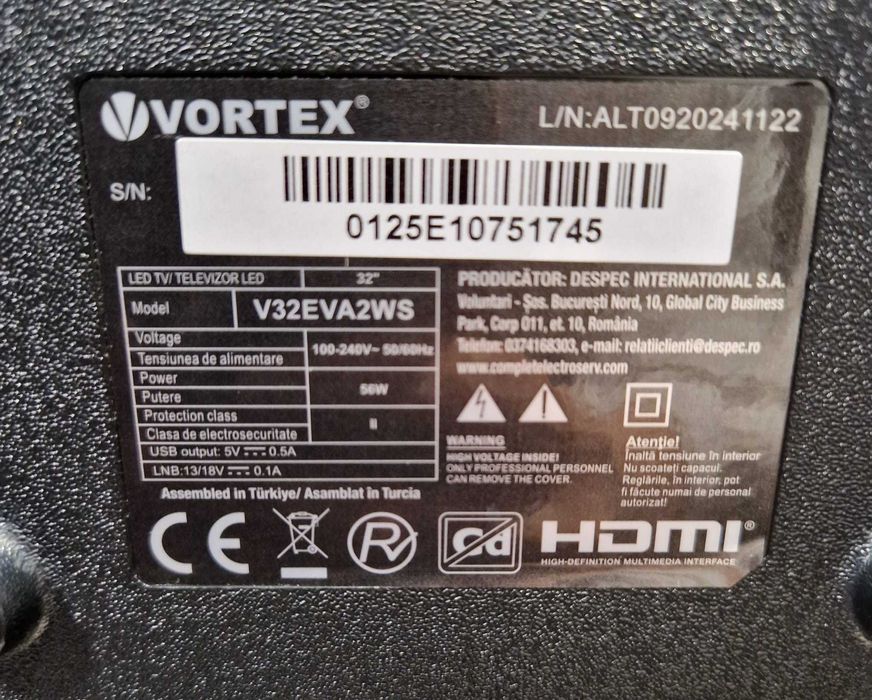 VORTEX®
L/N:ALT0920241122
S/N:
0125E10751745
LED TV/ TELEVIZOR LED 32"
Model V32EVA2WS
Voltage
Tensiunea de alimentare
100-240V~ 50/60Hz
Power
Putere
56W
Protection class
Clasa de electrosecuritate
II
USB output: 5V 0.5A
LNB:13/18V 0.1A
Assembled in Türkiye/ Asamblat în Turcia
PRODUCĂTOR: DESPEC INTERNATIONAL S.A.
Voluntari - Șos. București Nord, 10, Global City Business
Park, Corp O11, et. 10, România
Telefon: 0374168303, e-mail: relatiiclienti@despec.ro
www.completelectroserv.com
WARNING
HIGH VOLTAGE INSIDE!
ONLY PROFESSIONAL PERSONNEL
CAN REMOVE THE COVER.
Atenție!
Înaltă tensiune în interior
Nu scoateți capacul.
Reglările, în interior, pot
fi făcute numai de personal
autorizat!
CE
Cd
HDMI®
HIGH-DEFINITION MULTIMEDIA INTERFACE